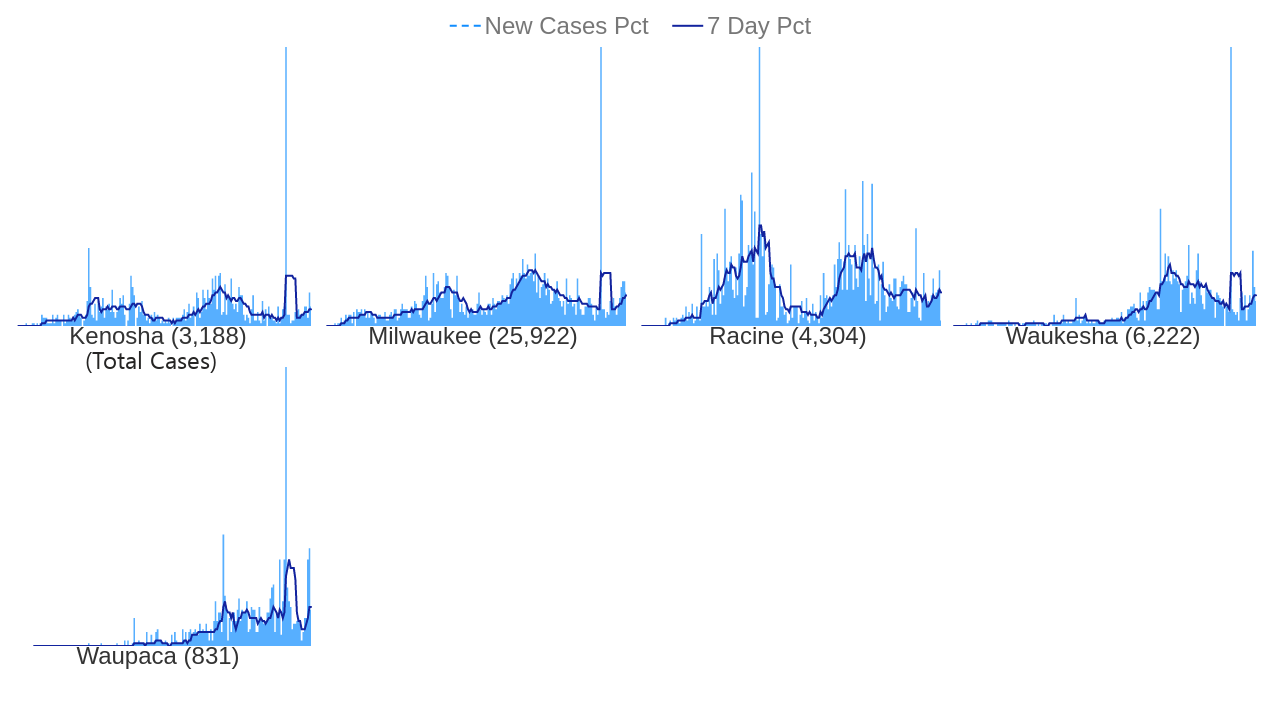 New Cases Pct 7 Day Pct
Kenosha (3,188) Milwaukee (25,922) Racine (4,304) Waukesha (6,222)
(Total Cases)
Waupaca (831)